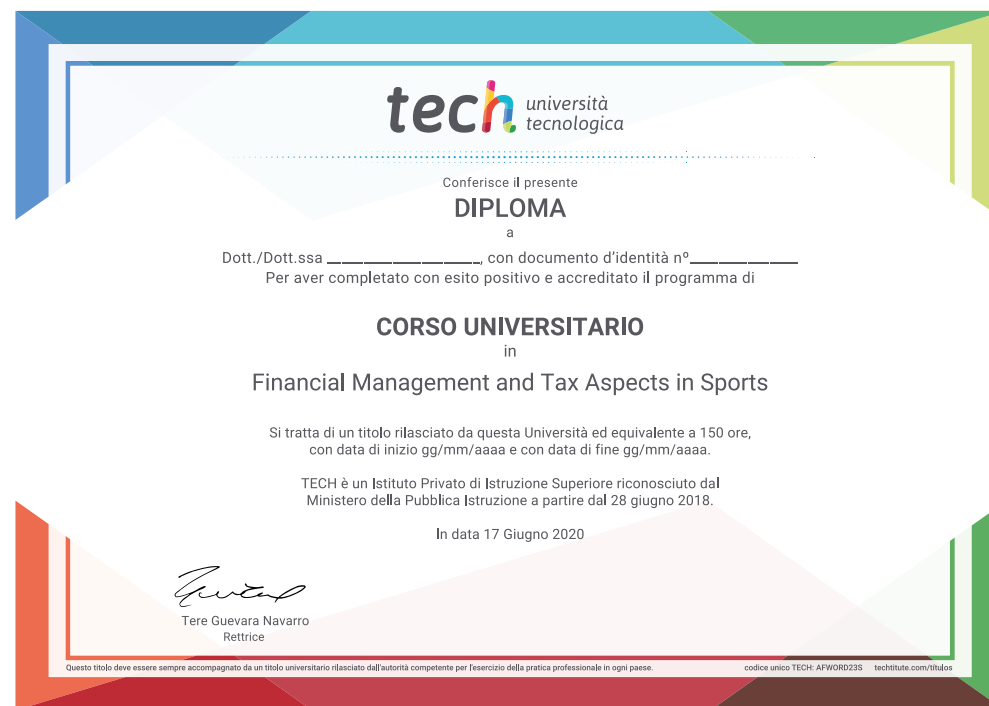 tech università
tecnologica
Conferisce il presente
DIPLOMA
a
Dott./Dott.ssa ____________________, con documento d'identità nº______________
Per aver completato con esito positivo e accreditato il programma di
CORSO UNIVERSITARIO
in
Financial Management and Tax Aspects in Sports
Si tratta di un titolo rilasciato da questa Università ed equivalente a 150 ore,
con data di inizio gg/mm/aaaa e con data di fine gg/mm/aaaa.
TECH è un Istituto Privato di Istruzione Superiore riconosciuto dal
Ministero della Pubblica Istruzione a partire dal 28 giugno 2018.
In data 17 Giugno 2020
Tere Guevara Navarro
Rettrice
Questo titolo deve essere sempre accompagnato da un titolo universitario rilasciato dall'autorità competente per l'esercizio della pratica professionale in ogni paese. codice unico TECH: AFWORD23S techtitute.com/títulos